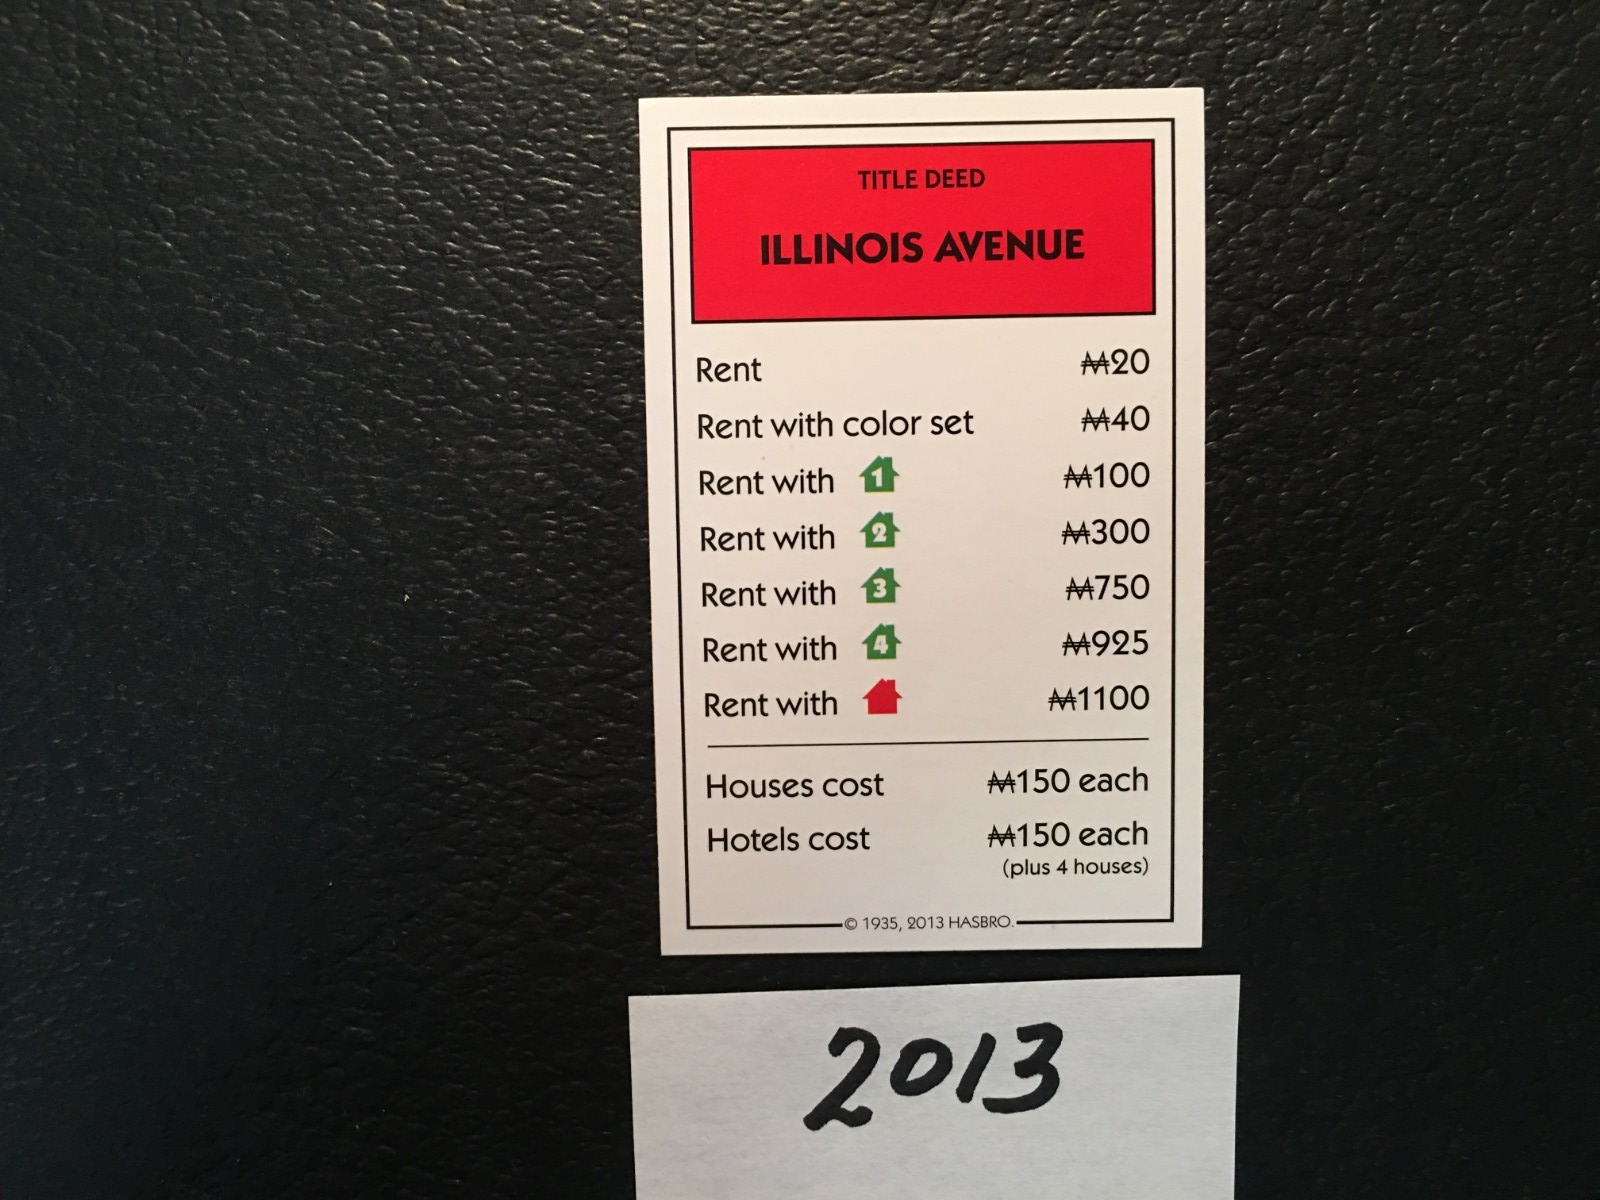 TITLE DEED
ILLINOIS AVENUE
Rent ₩20
Rent with color set ₩40
Rent with 1 ₩100
Rent with 2 ₩300
Rent with 3 ₩750
Rent with 4 ₩925
Rent with ₩1100
Houses cost ₩150 each
Hotels cost ₩150 each
(plus 4 houses)
© 1935, 2013 HASBRO.
2013